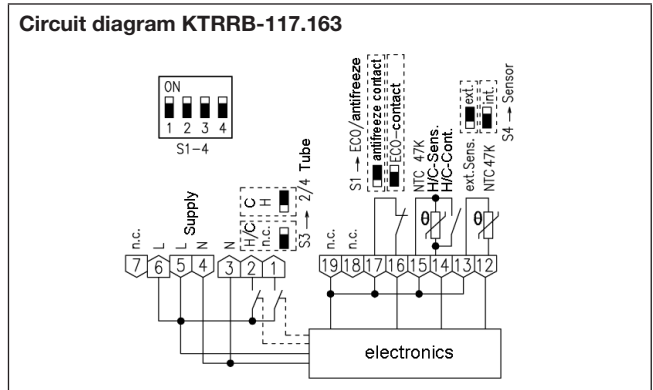 Circuit diagram KTRRB-117.163
ON
1 2 3 4
S1-4
S1 → ECO/antifreeze
antifreeze contact
ECO-contact
NTC 47K
H/C-Sens.
H/C-Cont.
ext.Sens.
NTC 47K
ext.
int.
S4 → Sensor
n.c.
L
L
Supply
N
N
H/C
C
n.c.
H
S3 → 2/4 Tube
n.c.
n.c.
θ
θ
7 6 5 4 3 2 1
19 18 17 16 15 14 13 12
electronics